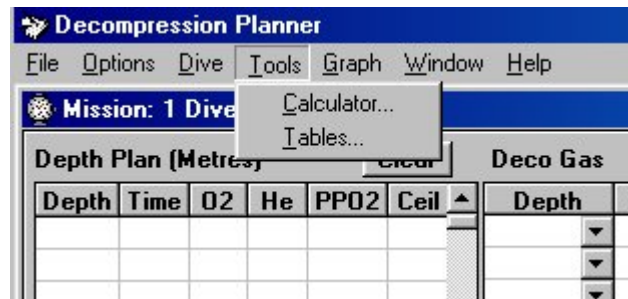 Decompression Planner
File Options Dive Tools Graph Window Help
Mission: 1 Dive
Calculator...
Tables...
Depth Plan (Metres)
Clear
Deco Gas
Depth Time O2 He PPO2 Ceil Depth